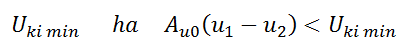 U_{ki min} ha A_{u0}(u_1 − u_2) < U_{ki min}